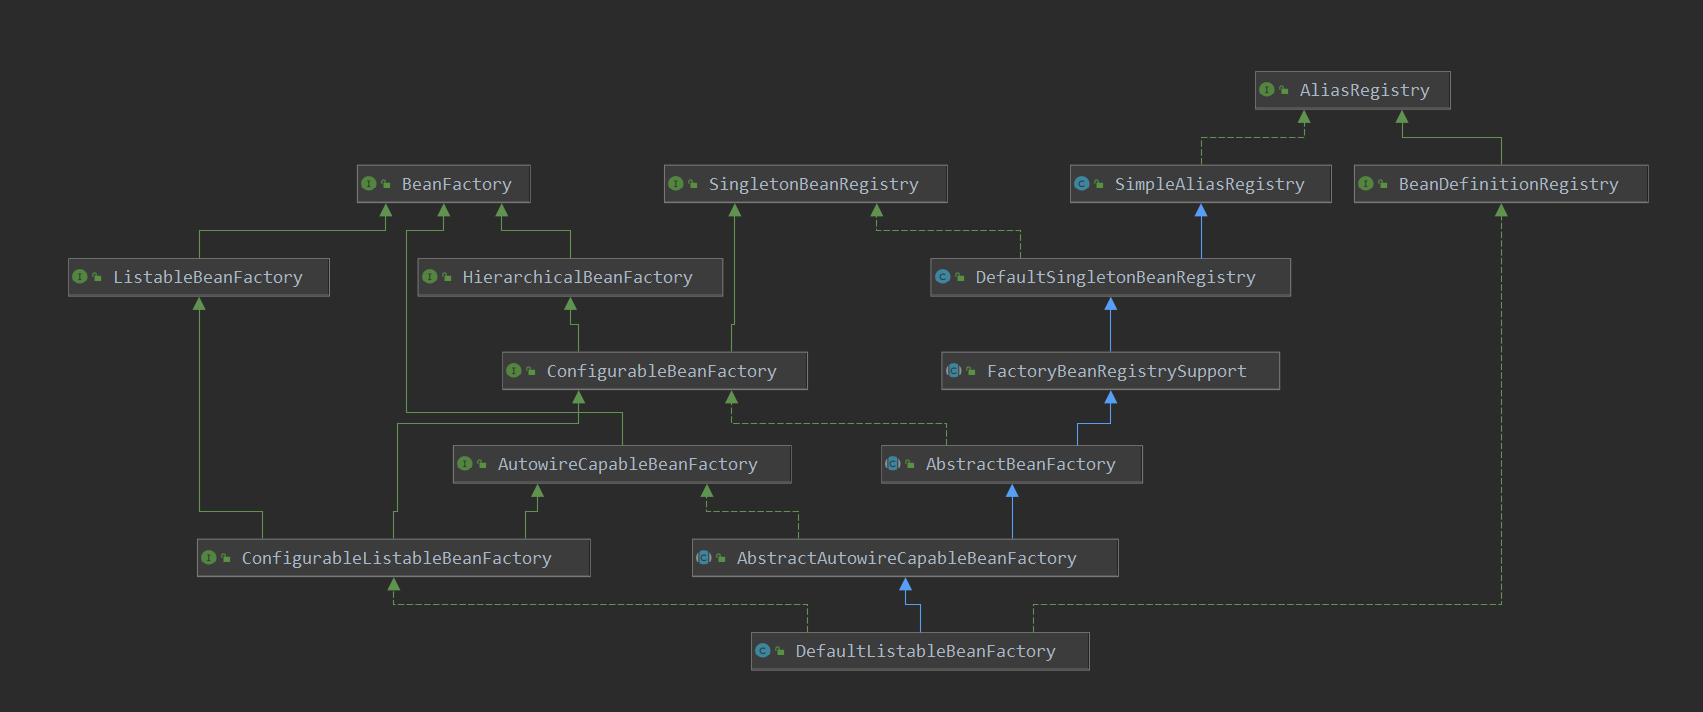 AliasRegistry
BeanFactory
SingletonBeanRegistry
SimpleAliasRegistry
BeanDefinitionRegistry
ListableBeanFactory
HierarchicalBeanFactory
DefaultSingletonBeanRegistry
ConfigurableBeanFactory
FactoryBeanRegistrySupport
AutowireCapableBeanFactory
AbstractBeanFactory
ConfigurableListableBeanFactory
AbstractAutowireCapableBeanFactory
DefaultListableBeanFactory